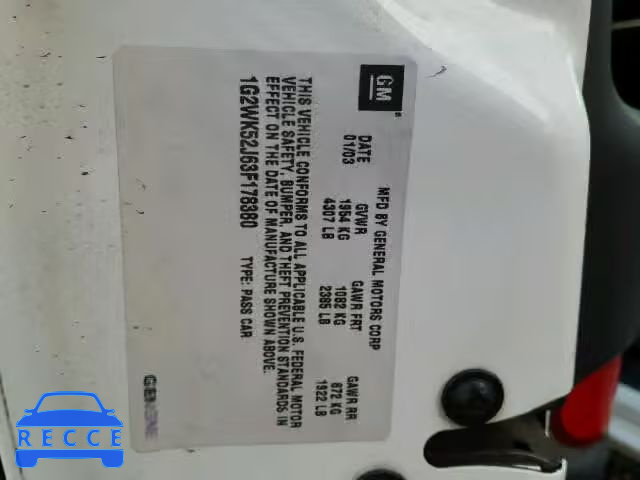 GM
MFD BY GENERAL MOTORS CORP
DATE GVWR GAWR FRT GAWR RR
01/03 1954 KG 1082 KG 872 KG
4307 LB 2385 LB 1922 LB
THIS VEHICLE CONFORMS TO ALL APPLICABLE U.S. FEDERAL MOTOR
VEHICLE SAFETY, BUMPER, AND THEFT PREVENTION STANDARDS IN
EFFECT ON THE DATE OF MANUFACTURE SHOWN ABOVE.
1G2WK52J63F178380 TYPE: PASS CAR
RECCE